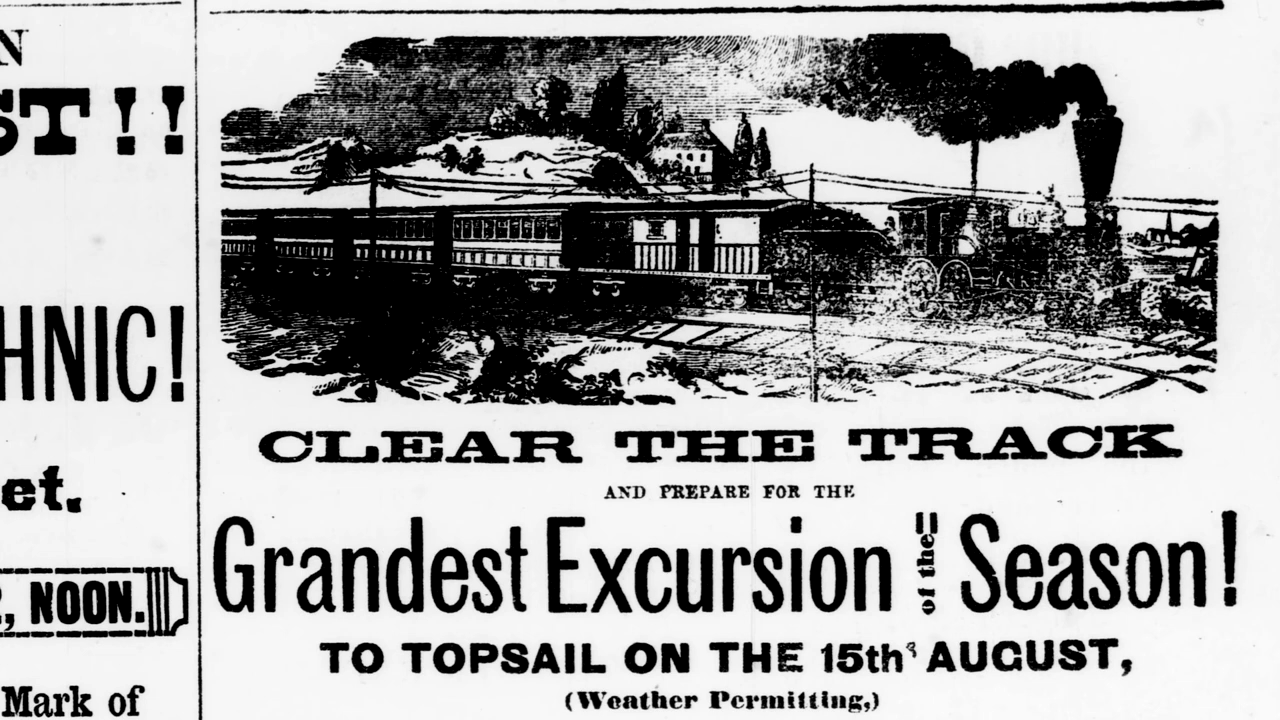 N
ST!!
HNIC!
et.
, NOON.
Mark of
CLEAR THE TRACK
AND PREPARE FOR THE
Grandest Excursion of the Season!
TO TOPSAIL ON THE 15th AUGUST,
(Weather Permitting,)